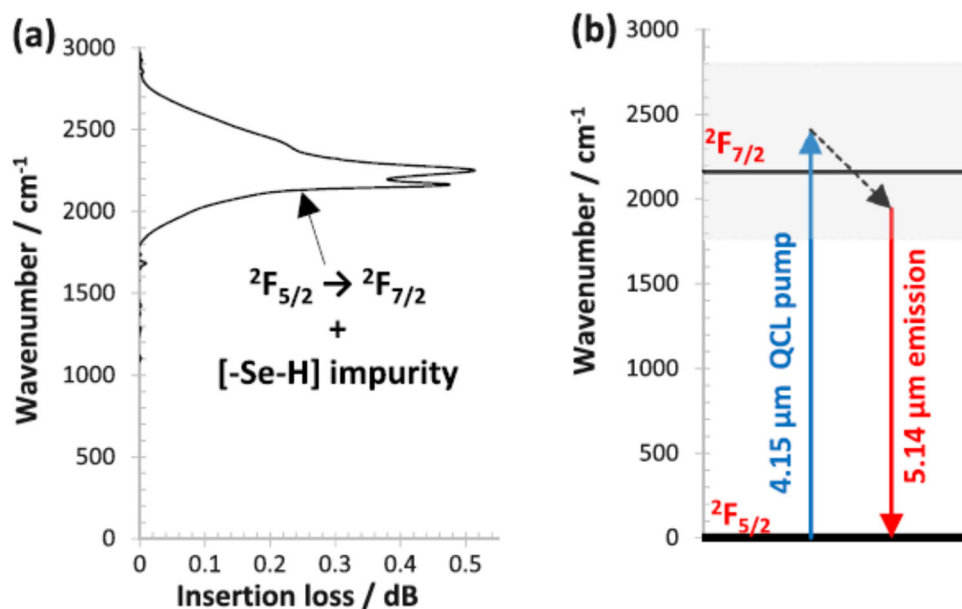 (a)
3000
2500
2000
1500
1000
500
0
Wavenumber / cm⁻¹
²F₅/₂ → ²F₇/₂
+
[-Se-H] impurity
0 0.1 0.2 0.3 0.4 0.5
Insertion loss / dB
(b)
3000
2500
2000
1500
1000
500
0
Wavenumber / cm⁻¹
²F₇/₂
4.15 µm QCL pump
5.14 µm emission
²F₅/₂